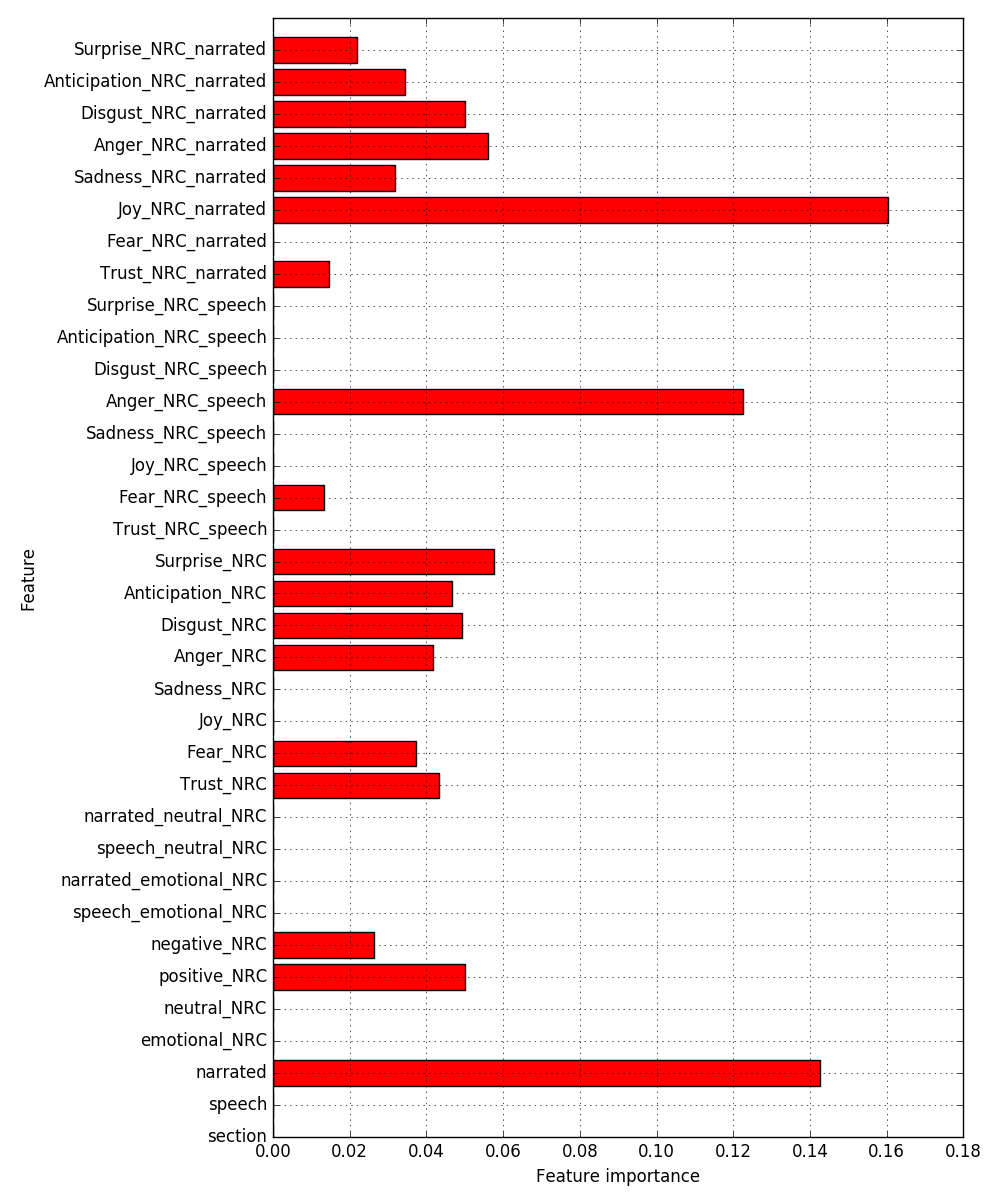 Surprise_NRC_narrated
Anticipation_NRC_narrated
Disgust_NRC_narrated
Anger_NRC_narrated
Sadness_NRC_narrated
Joy_NRC_narrated
Fear_NRC_narrated
Trust_NRC_narrated
Surprise_NRC_speech
Anticipation_NRC_speech
Disgust_NRC_speech
Anger_NRC_speech
Sadness_NRC_speech
Joy_NRC_speech
Fear_NRC_speech
Trust_NRC_speech
Surprise_NRC
Anticipation_NRC
Disgust_NRC
Anger_NRC
Sadness_NRC
Joy_NRC
Fear_NRC
Trust_NRC
narrated_neutral_NRC
speech_neutral_NRC
narrated_emotional_NRC
speech_emotional_NRC
negative_NRC
positive_NRC
neutral_NRC
emotional_NRC
narrated
speech
section
Feature
0.00 0.02 0.04 0.06 0.08 0.10 0.12 0.14 0.16 0.18
Feature importance